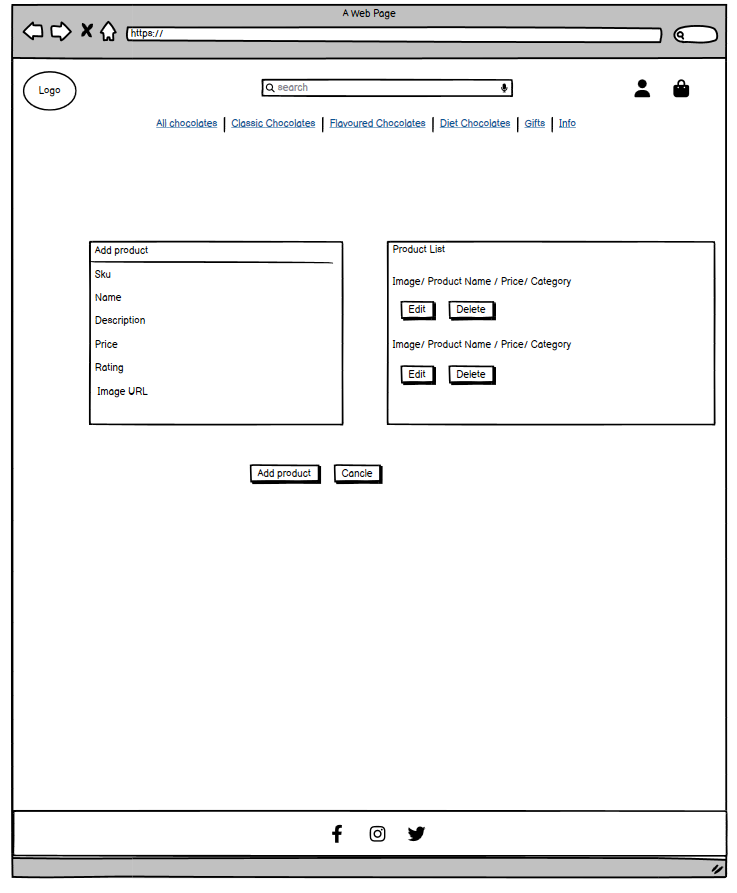 A Web Page
https://
Logo
search
All chocolates | Classic Chocolates | Flavoured Chocolates | Diet Chocolates | Gifts | Info
Add product
Sku
Name
Description
Price
Rating
Image URL
Product List
Image/ Product Name / Price/ Category
Edit Delete
Image/ Product Name / Price/ Category
Edit Delete
Add product Cancle